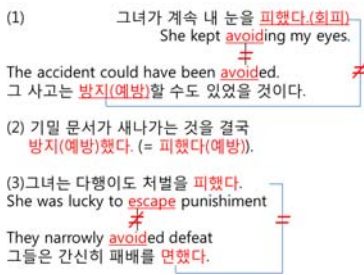 (1) 그녀가 계속 내 눈을 피했다.(회피)
She kept avoiding my eyes.
=
≠
The accident could have been avoided.
그 사고는 방지(예방)할 수도 있었을 것이다.
(2) 기밀 문서가 새나가는 것을 결국
방지(예방)했다. (= 피했다(예방)).
(3)그녀는 다행이도 처벌을 피했다.
She was lucky to escape punishiment
≠
=
They narrowly avoided defeat
그들은 간신히 패배를 면했다.